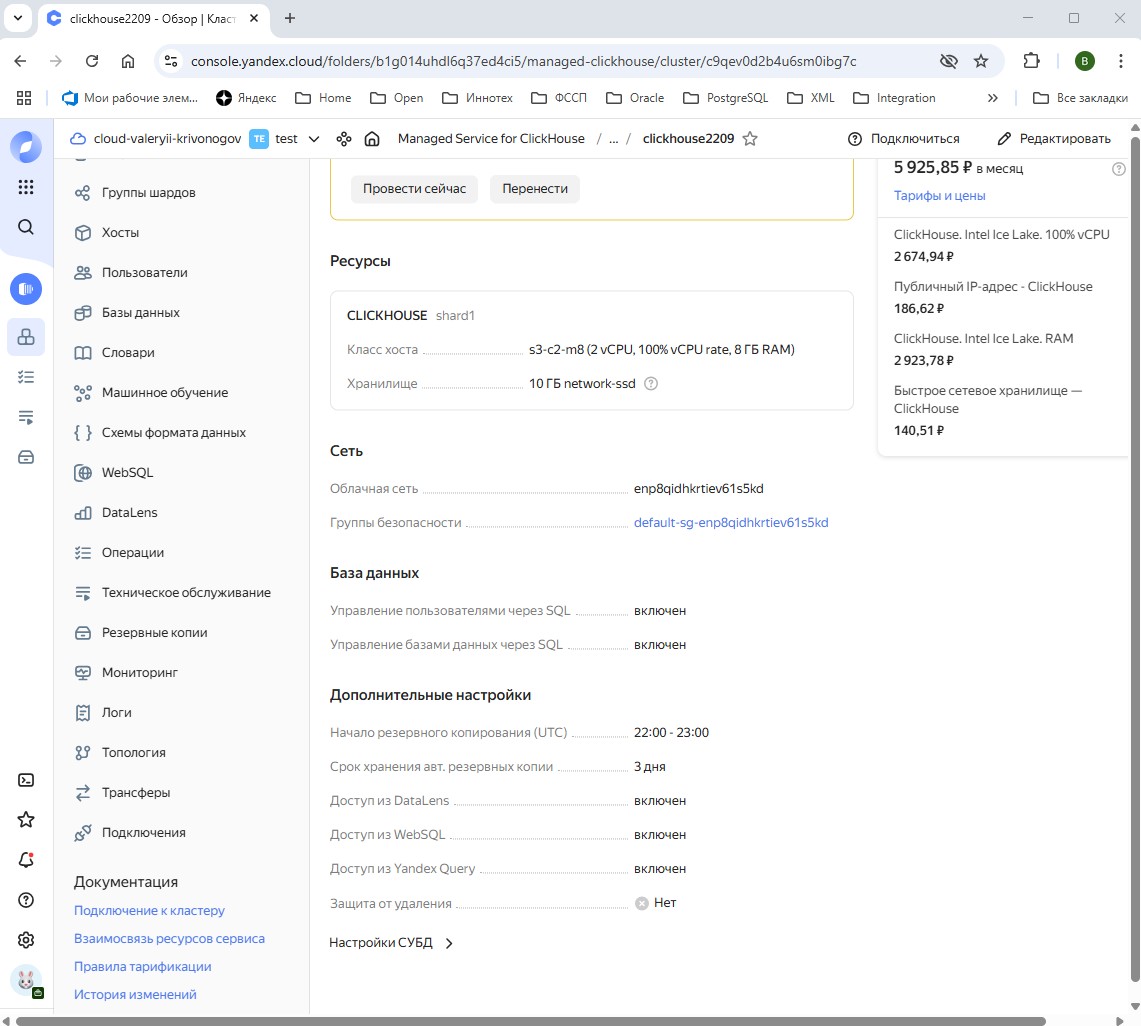 clickhouse2209 - Обзор | Клас
console.yandex.cloud/folders/b1g014uhdl6q37ed4ci5/managed-clickhouse/cluster/c9qev0d2b4u6sm0ibg7c
B
Мои рабочие элем...
Яндекс
Home
Open
Иннотех
ФССП
Oracle
PostgreSQL
XML
Integration
Все закладки
cloud-valeryii-krivonogov
TE
test
Managed Service for ClickHouse / ... / clickhouse2209
Подключиться
Редактировать
Группы шардов
Хосты
Пользователи
Базы данных
Словари
Машинное обучение
Схемы формата данных
WebSQL
DataLens
Операции
Техническое обслуживание
Резервные копии
Мониторинг
Логи
Топология
Трансферы
Подключения
Документация
Подключение к кластеру
Взаимосвязь ресурсов сервиса
Правила тарификации
История изменений
Провести сейчас
Перенести
Ресурсы
CLICKHOUSE shard1
Класс хоста s3-c2-m8 (2 vCPU, 100% vCPU rate, 8 ГБ RAM)
Хранилище 10 ГБ network-ssd
Сеть
Облачная сеть enp8qidhkrtiev61s5kd
Группы безопасности default-sg-enp8qidhkrtiev61s5kd
База данных
Управление пользователями через SQL включен
Управление базами данных через SQL включен
Дополнительные настройки
Начало резервного копирования (UTC) 22:00 - 23:00
Срок хранения авт. резервных копии 3 дня
Доступ из DataLens включен
Доступ из WebSQL включен
Доступ из Yandex Query включен
Защита от удаления Нет
Настройки СУБД
5 925,85 ₽ в месяц
Тарифы и цены
ClickHouse. Intel Ice Lake. 100% vCPU
2 674,94 ₽
Публичный IP-адрес - ClickHouse
186,62 ₽
ClickHouse. Intel Ice Lake. RAM
2 923,78 ₽
Быстрое сетевое хранилище —
ClickHouse
140,51 ₽